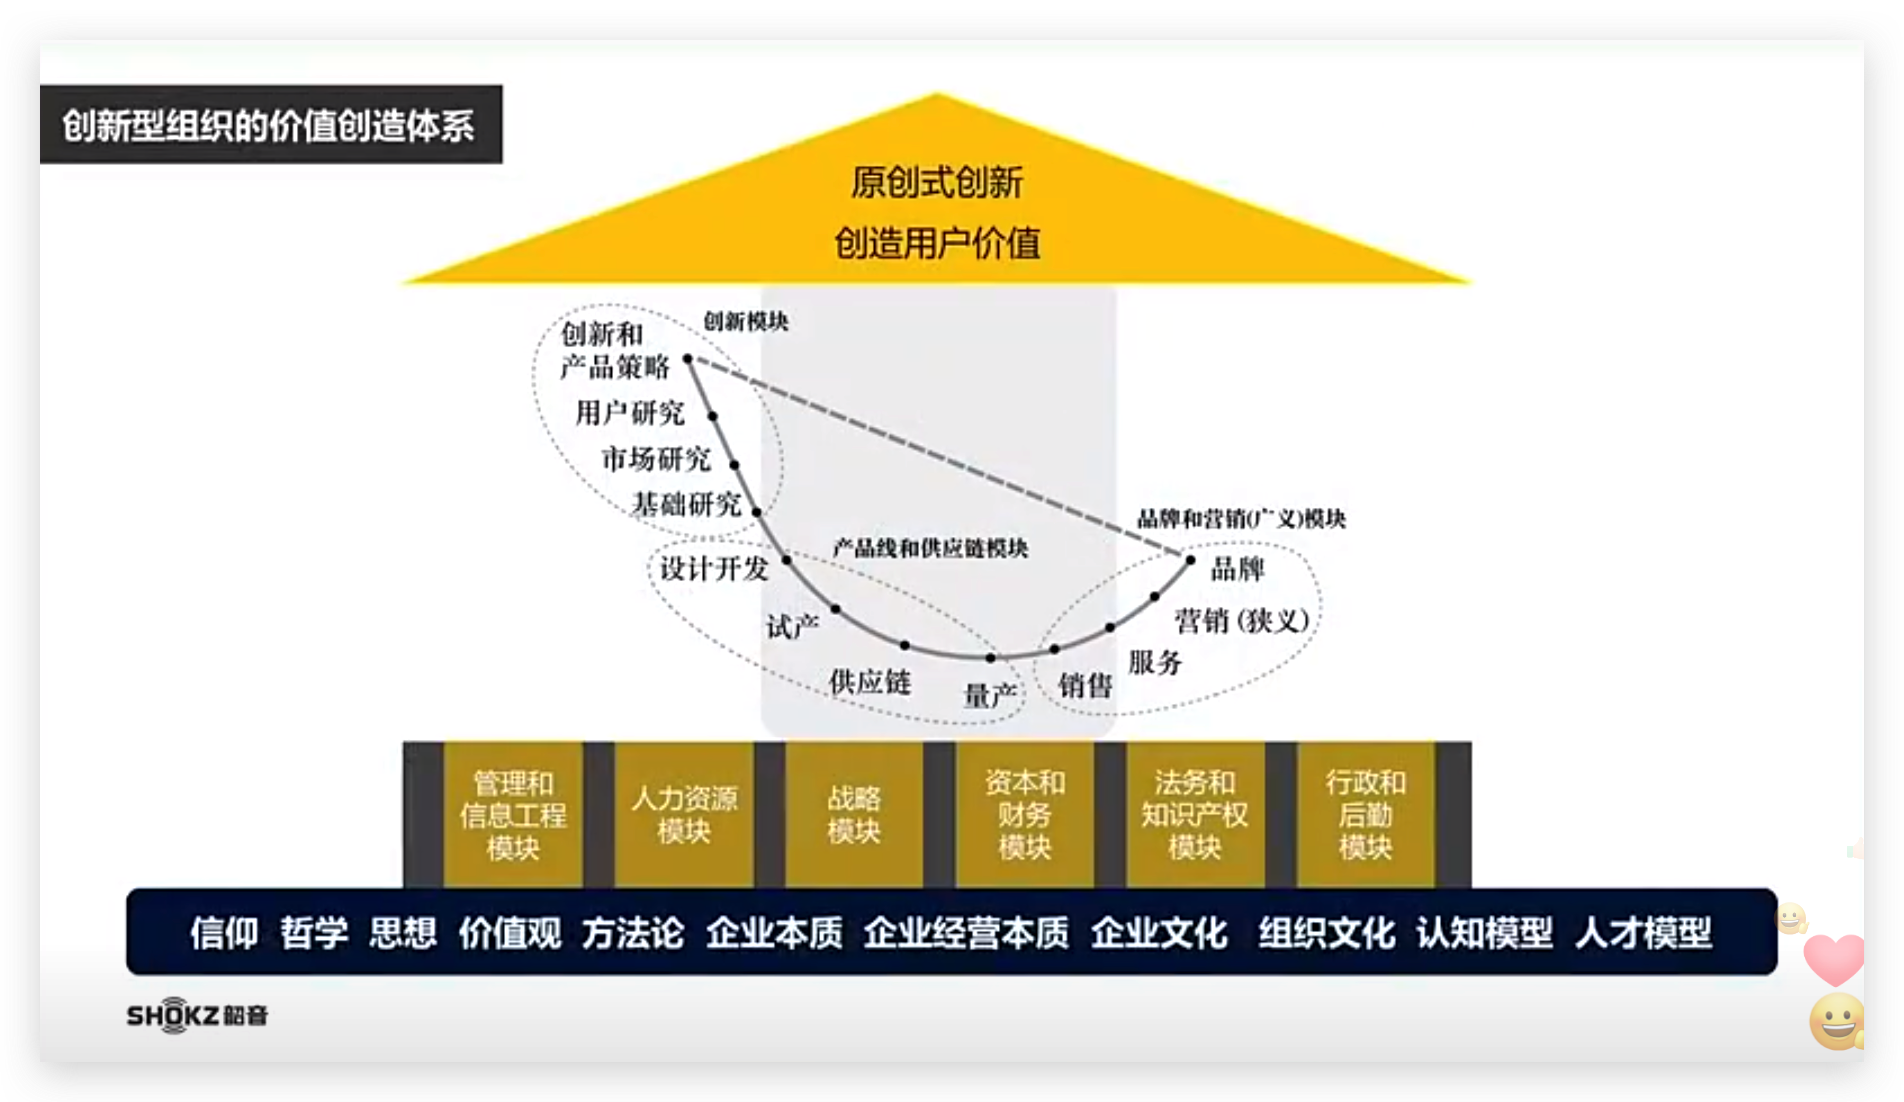 创新型组织的价值创造体系
原创式创新
创造用户价值
创新模块
创新和
产品策略
用户研究
市场研究
基础研究
产品线和供应链模块
设计开发
试产
供应链
量产
品牌和营销(广义)模块
品牌
营销 (狭义)
服务
销售
管理和
信息工程
模块
人力资源
模块
战略
模块
资本和
财务
模块
法务和
知识产权
模块
行政和
后勤
模块
信仰 哲学 思想 价值观 方法论 企业本质 企业经营本质 企业文化 组织文化 认知模型 人才模型
SHOKZ 韶音